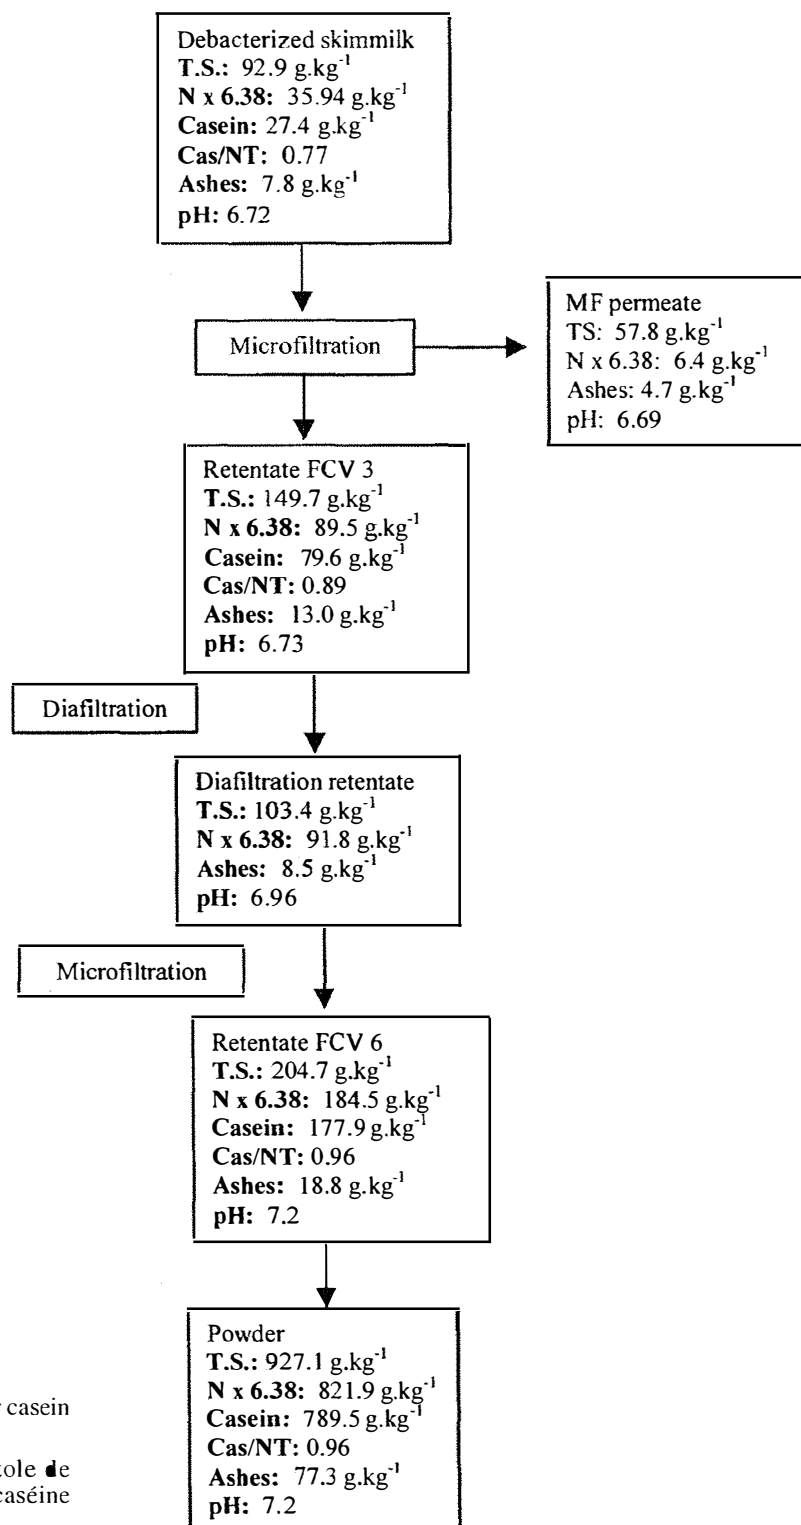 Debacterized skimmilk
T.S.: 92.9 g.kg⁻¹
N x 6.38: 35.94 g.kg⁻¹
Casein: 27.4 g.kg⁻¹
Cas/NT: 0.77
Ashes: 7.8 g.kg⁻¹
pH: 6.72
Microfiltration
MF permeate
TS: 57.8 g.kg⁻¹
N x 6.38: 6.4 g.kg⁻¹
Ashes: 4.7 g.kg⁻¹
pH: 6.69
Retentate FCV 3
T.S.: 149.7 g.kg⁻¹
N x 6.38: 89.5 g.kg⁻¹
Casein: 79.6 g.kg⁻¹
Cas/NT: 0.89
Ashes: 13.0 g.kg⁻¹
pH: 6.73
Diafiltration
Diafiltration retentate
T.S.: 103.4 g.kg⁻¹
N x 6.38: 91.8 g.kg⁻¹
Ashes: 8.5 g.kg⁻¹
pH: 6.96
Microfiltration
Retentate FCV 6
T.S.: 204.7 g.kg⁻¹
N x 6.38: 184.5 g.kg⁻¹
Casein: 177.9 g.kg⁻¹
Cas/NT: 0.96
Ashes: 18.8 g.kg⁻¹
pH: 7.2
Powder
T.S.: 927.1 g.kg⁻¹
N x 6.38: 821.9 g.kg⁻¹
Casein: 789.5 g.kg⁻¹
Cas/NT: 0.96
Ashes: 77.3 g.kg⁻¹
pH: 7.2
casein
de
caséine